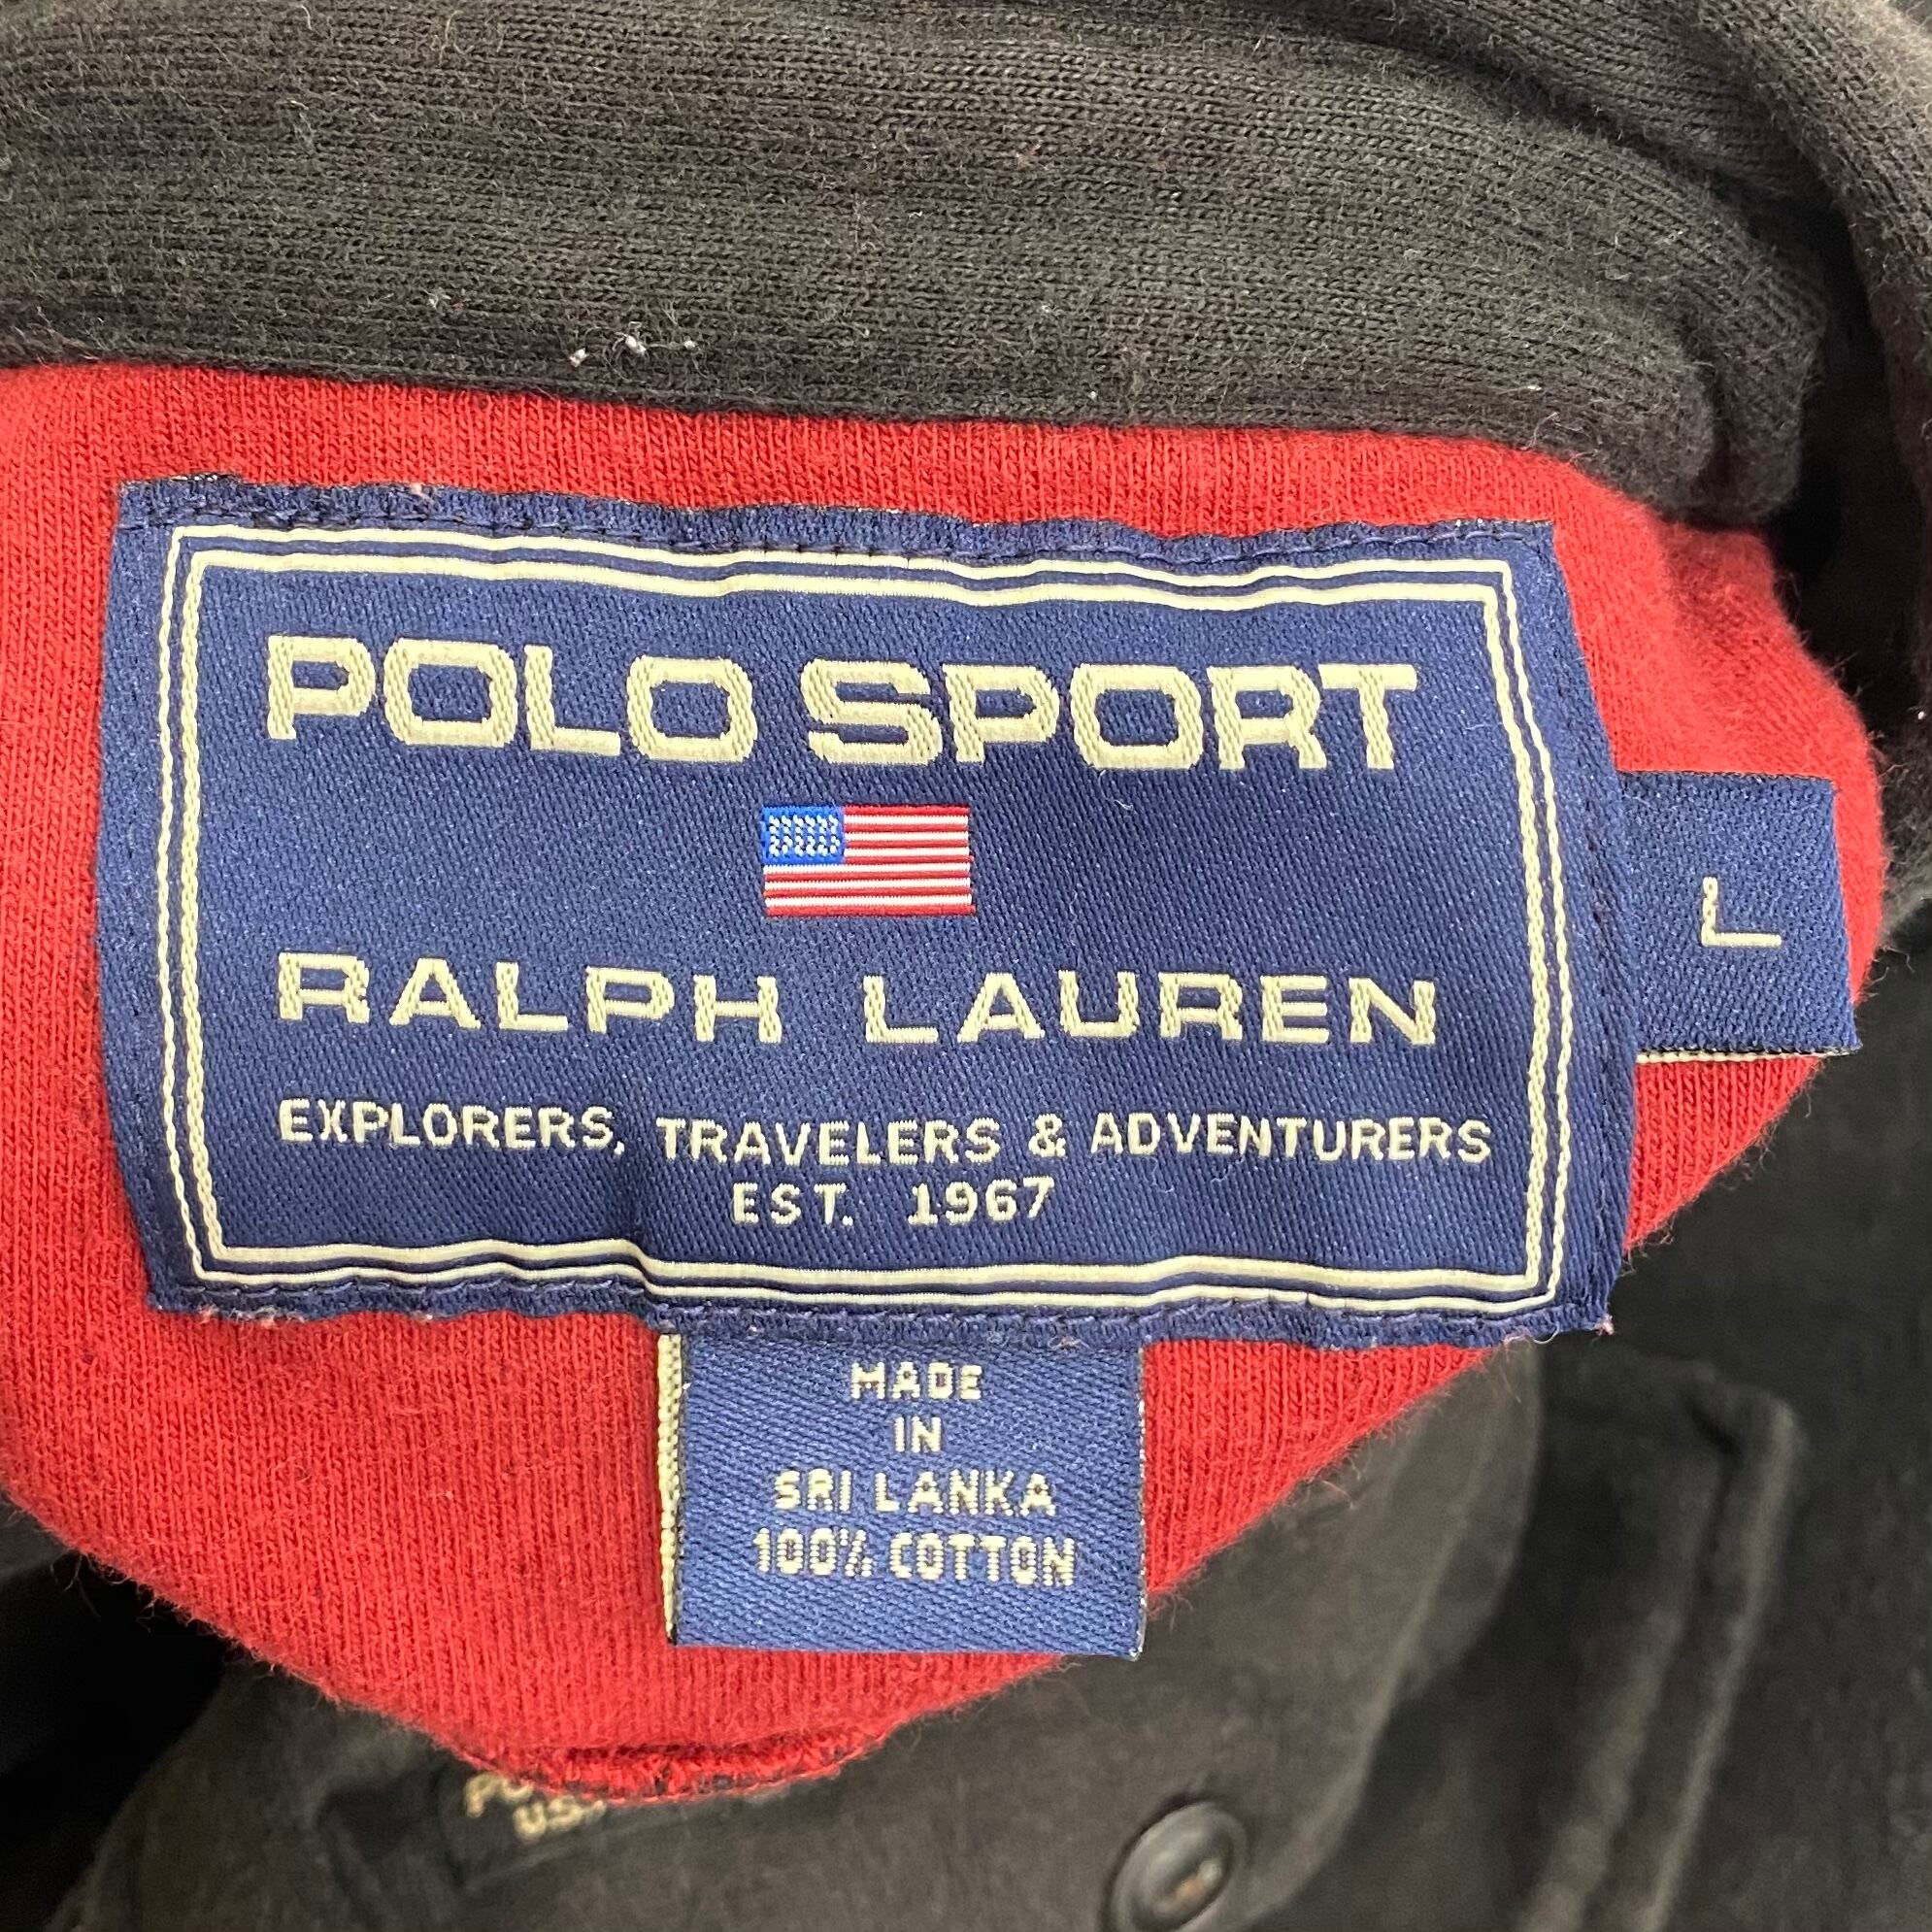 POLO SPORT
RALPH LAUREN
EXPLORERS, TRAVELERS & ADVENTURERS
EST. 1967
L
MADE
IN
SRI LANKA
100% COTTON